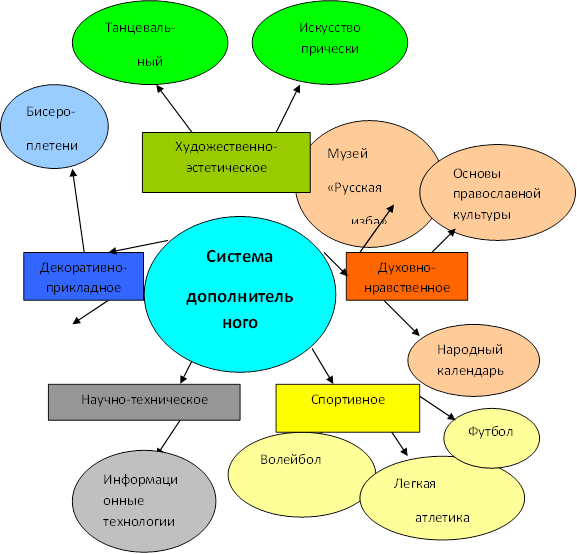 Танцеваль-
ный
Искусство
прически
Бисеро-
плетени
Художественно-
эстетическое
Музей
«Русская
изба»
Основы
православной
культуры
Система
дополнитель
ного
Декоративно-
прикладное
Духовно-
нравственное
Народный
календарь
Научно-техническое
Спортивное
Футбол
Волейбол
Информаци
онные
технологии
Легкая
атлетика